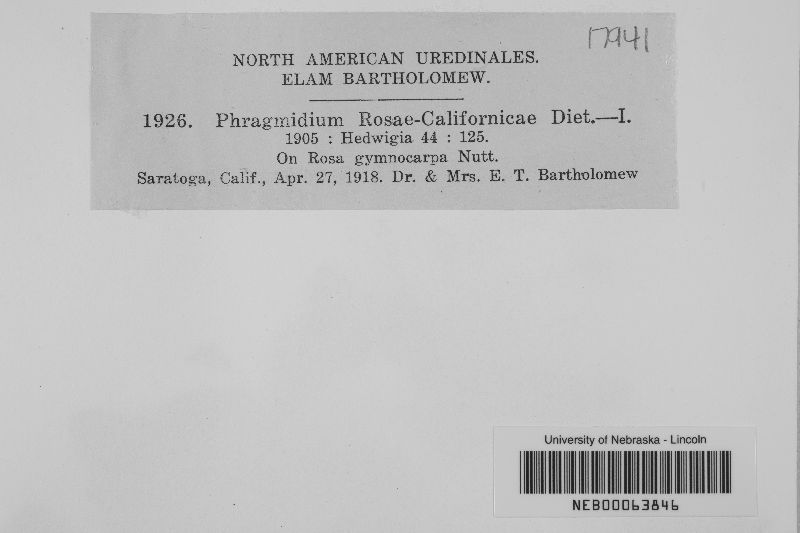 17941
NORTH AMERICAN UREDINALES.
ELAM BARTHOLOMEW.
1926. Phragmidium Rosae-Californicae Diet.—I.
1905 : Hedwigia 44 : 125.
On Rosa gymnocarpa Nutt.
Saratoga, Calif., Apr. 27, 1918. Dr. & Mrs. E. T. Bartholomew
University of Nebraska - Lincoln
NEB00063846